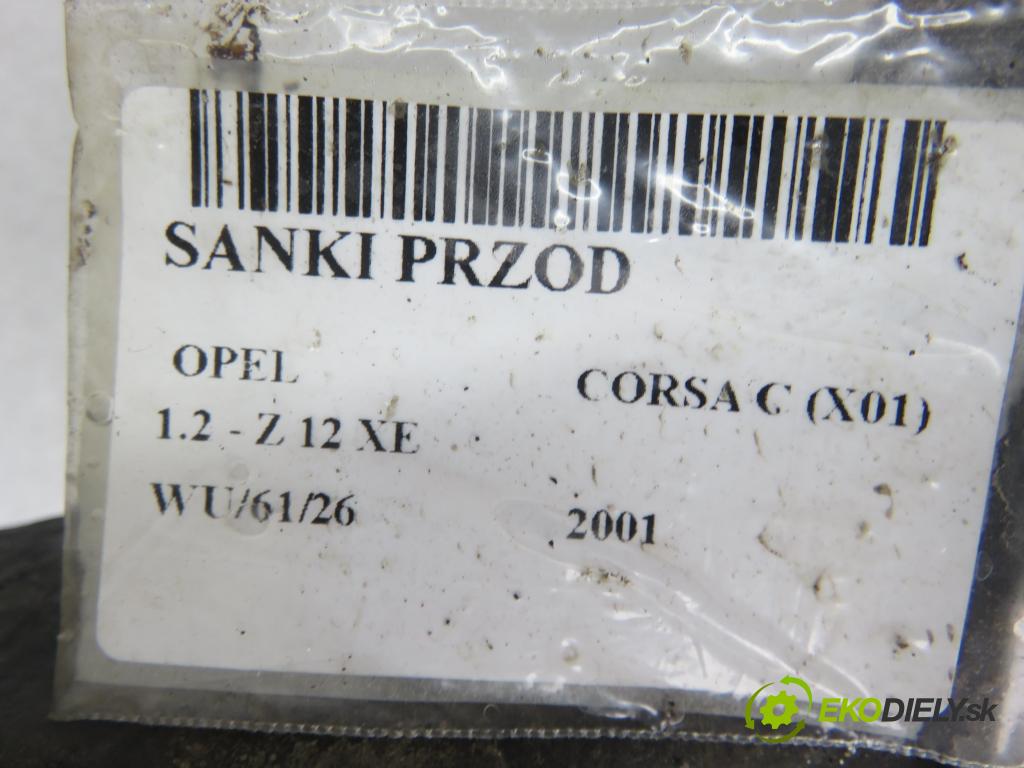 SANKI PRZOD
OPEL CORSA C (X01)
1.2 - Z 12 XE
WU/61/26 2001
EKODIELY.sk